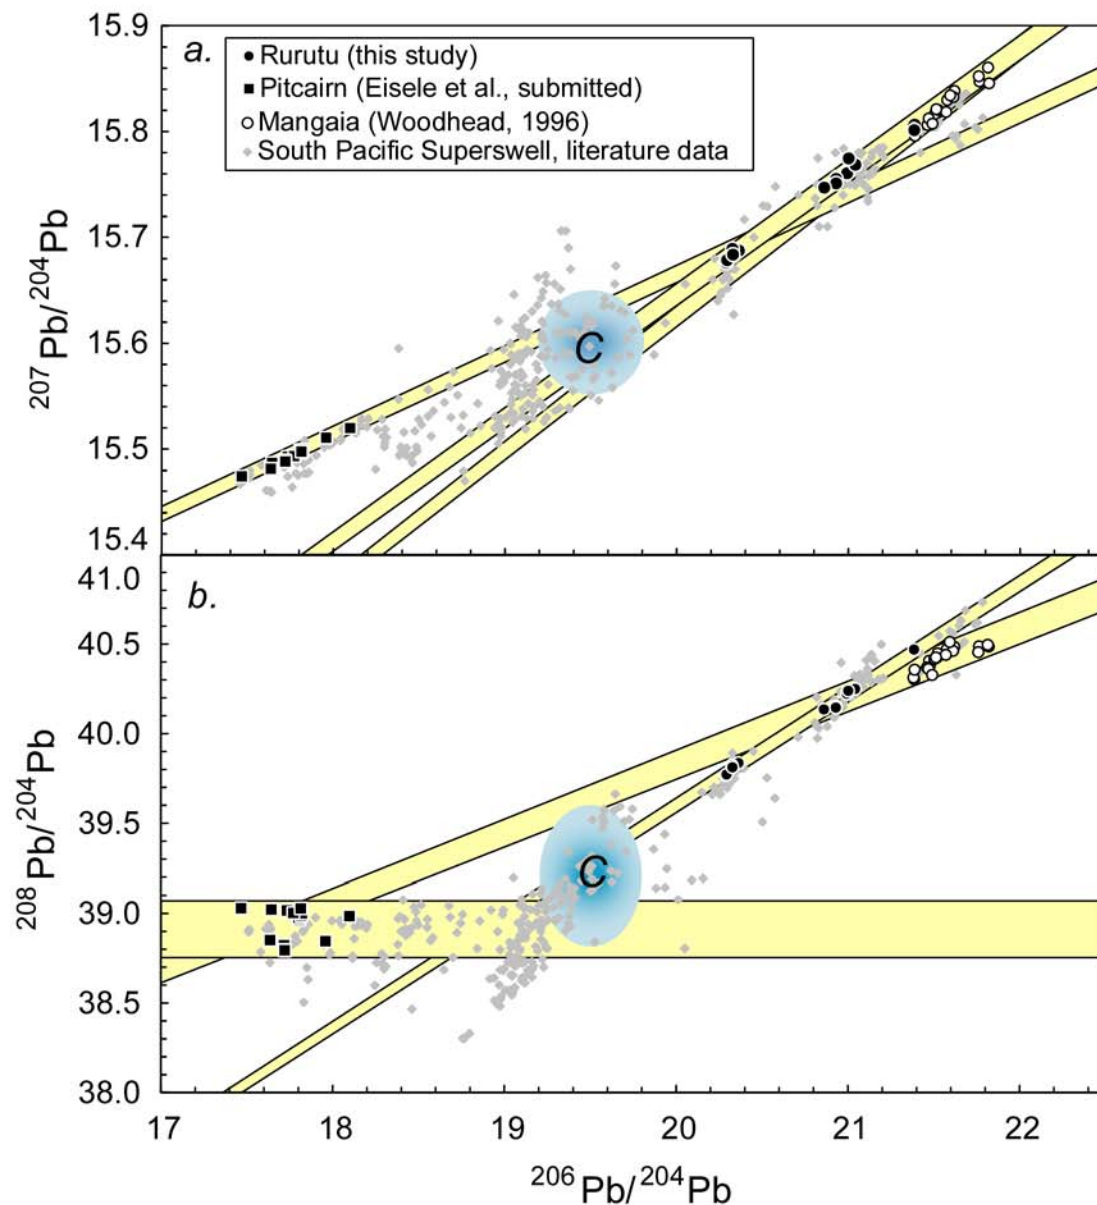 15.9
a.
Rurutu (this study)
Pitcairn (Eisele et al., submitted)
Mangaia (Woodhead, 1996)
South Pacific Superswell, literature data
15.8
15.7
15.6
15.5
15.4
207Pb/204Pb
C
b.
41.0
40.5
40.0
39.5
39.0
38.5
38.0
208Pb/204Pb
C
17 18 19 20 21 22
206Pb/204Pb